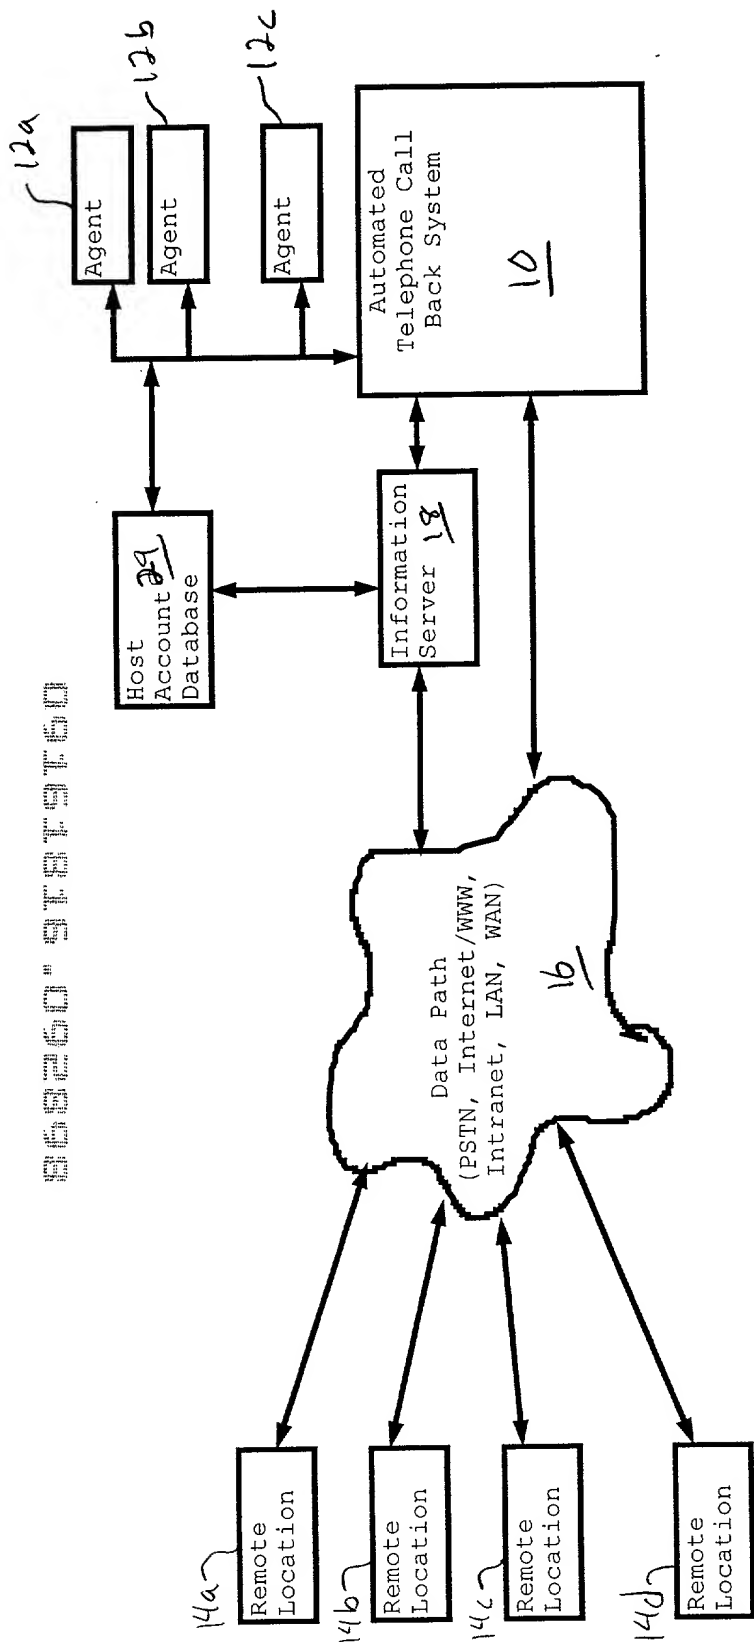 12a
12b
12c
Agent
Agent
Agent
Host
Account 29
Database
Information
Server 18
Automated
Telephone Call
Back System
10
Data Path
(PSTN, Internet/WWW,
Intranet, LAN, WAN)
16
14a
Remote
Location
14b
Remote
Location
14c
Remote
Location
14d
Remote
Location